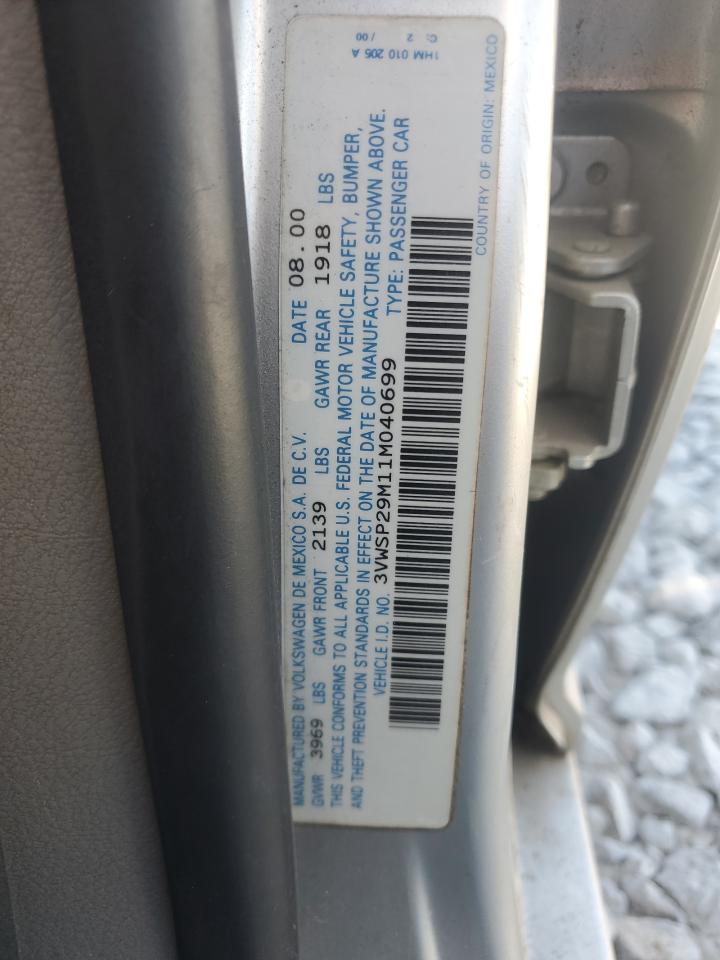 MANUFACTURED BY VOLKSWAGEN DE MEXICO S.A. DE C.V. DATE 08.00
GVWR 3969 LBS GAWR FRONT 2139 LBS GAWR REAR 1918 LBS
THIS VEHICLE CONFORMS TO ALL APPLICABLE U.S. FEDERAL MOTOR VEHICLE SAFETY, BUMPER,
AND THEFT PREVENTION STANDARDS IN EFFECT ON THE DATE OF MANUFACTURE SHOWN ABOVE.
VEHICLE I.D. NO. 3VWSP29M11M040699 TYPE: PASSENGER CAR
COUNTRY OF ORIGIN: MEXICO
1HM 010 205 A